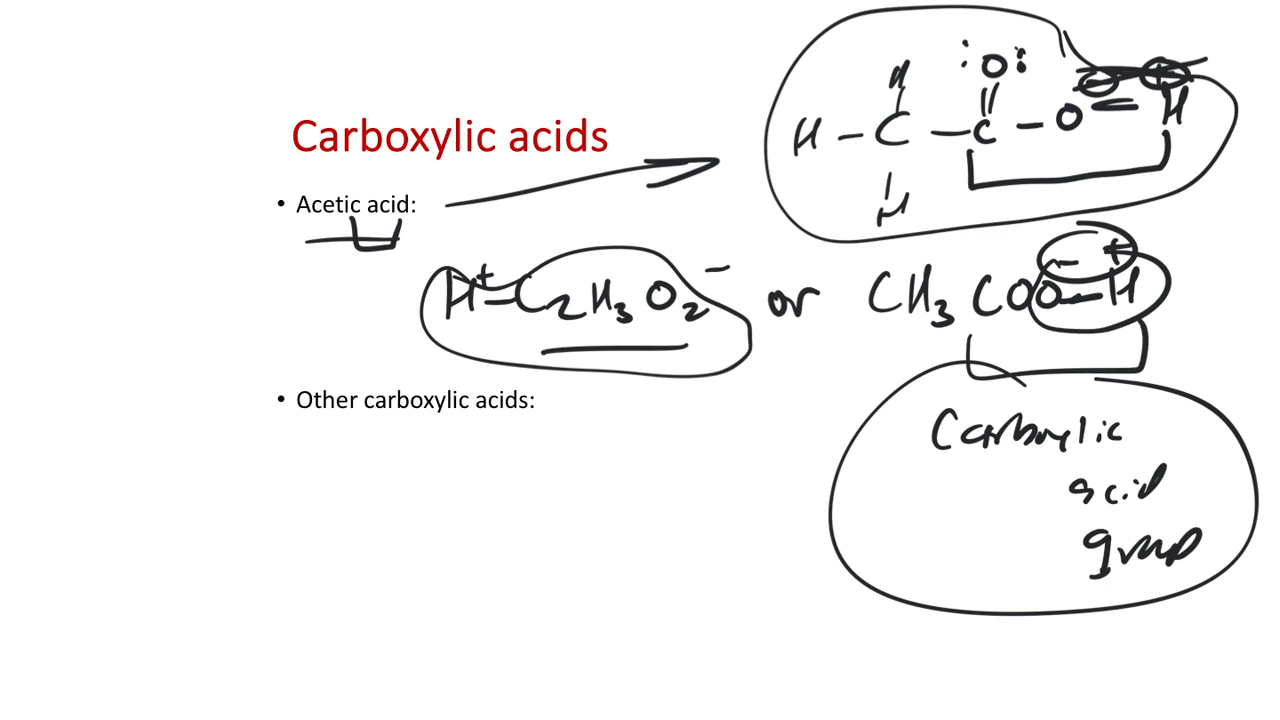 Carboxylic acids
• Acetic acid:
H
:O:
H – C – C – O – H
H
H⁺–C₂H₃O₂⁻ or CH₃COO⁻–H⁺
• Other carboxylic acids:
Carboxylic
acid
group